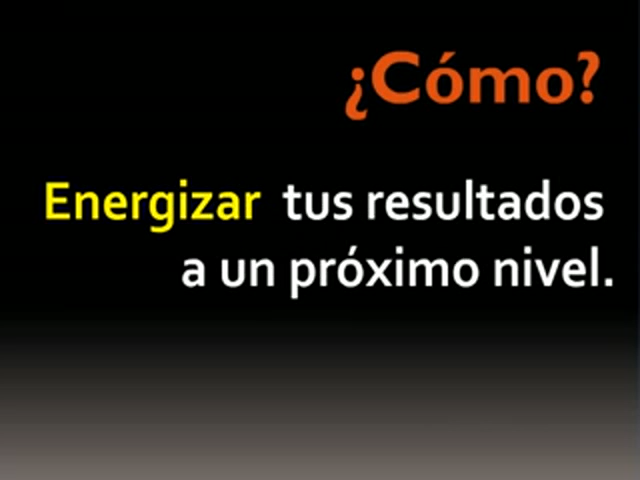 ¿Cómo?
Energizar tus resultados
a un próximo nivel.